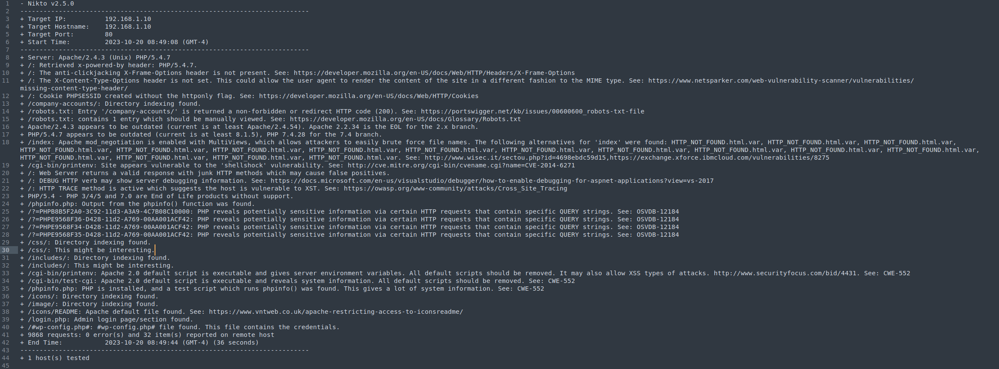 1 - Nikto v2.5.0
2 ---------------------------------------------------------------------------
3 + Target IP:          192.168.1.10
4 + Target Hostname:    192.168.1.10
5 + Target Port:        80
6 + Start Time:         2023-10-20 08:49:08 (GMT-4)
7 ---------------------------------------------------------------------------
8 + Server: Apache/2.4.3 (Unix) PHP/5.4.7
9 + /: Retrieved x-powered-by header: PHP/5.4.7.
10 + /: The anti-clickjacking X-Frame-Options header is not present. See: https://developer.mozilla.org/en-US/docs/Web/HTTP/Headers/X-Frame-Options
11 + /: The X-Content-Type-Options header is not set. This could allow the user agent to render the content of the site in a different fashion to the MIME type. See: https://www.netsparker.com/web-vulnerability-scanner/vulnerabilities/
missing-content-type-header/
12 + /: Cookie PHPSESSID created without the httponly flag. See: https://developer.mozilla.org/en-US/docs/Web/HTTP/Cookies
13 + /company-accounts/: Directory indexing found.
14 + /robots.txt: Entry '/company-accounts/' is returned a non-forbidden or redirect HTTP code (200). See: https://portswigger.net/kb/issues/00600600_robots-txt-file
15 + /robots.txt: contains 1 entry which should be manually viewed. See: https://developer.mozilla.org/en-US/docs/Glossary/Robots.txt
16 + Apache/2.4.3 appears to be outdated (current is at least Apache/2.4.54). Apache 2.2.34 is the EOL for the 2.x branch.
17 + PHP/5.4.7 appears to be outdated (current is at least 8.1.5), PHP 7.4.28 for the 7.4 branch.
18 + /index: Apache mod_negotiation is enabled with MultiViews, which allows attackers to easily brute force file names. The following alternatives for 'index' were found: HTTP_NOT_FOUND.html.var, HTTP_NOT_FOUND.html.var, HTTP_NOT_FOUND.html.var,
HTTP_NOT_FOUND.html.var, HTTP_NOT_FOUND.html.var, HTTP_NOT_FOUND.html.var, HTTP_NOT_FOUND.html.var, HTTP_NOT_FOUND.html.var, HTTP_NOT_FOUND.html.var, HTTP_NOT_FOUND.html.var, HTTP_NOT_FOUND.html.var, HTTP_NOT_FOUND.html.var, HTTP_NOT_FOUND.html.var,
HTTP_NOT_FOUND.html.var, HTTP_NOT_FOUND.html.var, HTTP_NOT_FOUND.html.var, HTTP_NOT_FOUND.html.var. See: http://www.wisec.it/sectou.php?id=4698ebdc59d15,https://exchange.xforce.ibmcloud.com/vulnerabilities/8275
19 + /cgi-bin/printenv: Site appears vulnerable to the 'shellshock' vulnerability. See: http://cve.mitre.org/cgi-bin/cvename.cgi?name=CVE-2014-6271
20 + /: Web Server returns a valid response with junk HTTP methods which may cause false positives.
21 + /: DEBUG HTTP verb may show server debugging information. See: https://docs.microsoft.com/en-us/visualstudio/debugger/how-to-enable-debugging-for-aspnet-applications?view=vs-2017
22 + /: HTTP TRACE method is active which suggests the host is vulnerable to XST. See: https://owasp.org/www-community/attacks/Cross_Site_Tracing
23 + PHP/5.4 - PHP 3/4/5 and 7.0 are End of Life products without support.
24 + /phpinfo.php: Output from the phpinfo() function was found.
25 + /?=PHPB8B5F2A0-3C92-11d3-A3A9-4C7B08C10000: PHP reveals potentially sensitive information via certain HTTP requests that contain specific QUERY strings. See: OSVDB-12184
26 + /?=PHPE9568F36-D428-11d2-A769-00AA001ACF42: PHP reveals potentially sensitive information via certain HTTP requests that contain specific QUERY strings. See: OSVDB-12184
27 + /?=PHPE9568F34-D428-11d2-A769-00AA001ACF42: PHP reveals potentially sensitive information via certain HTTP requests that contain specific QUERY strings. See: OSVDB-12184
28 + /?=PHPE9568F35-D428-11d2-A769-00AA001ACF42: PHP reveals potentially sensitive information via certain HTTP requests that contain specific QUERY strings. See: OSVDB-12184
29 + /css/: Directory indexing found.
30 + /css/: This might be interesting.
31 + /includes/: Directory indexing found.
32 + /includes/: This might be interesting.
33 + /cgi-bin/printenv: Apache 2.0 default script is executable and gives server environment variables. All default scripts should be removed. It may also allow XSS types of attacks. http://www.securityfocus.com/bid/4431. See: CWE-552
34 + /cgi-bin/test-cgi: Apache 2.0 default script is executable and reveals system information. All default scripts should be removed. See: CWE-552
35 + /phpinfo.php: PHP is installed, and a test script which runs phpinfo() was found. This gives a lot of system information. See: CWE-552
36 + /icons/: Directory indexing found.
37 + /image/: Directory indexing found.
38 + /icons/README: Apache default file found. See: https://www.vntweb.co.uk/apache-restricting-access-to-iconsreadme/
39 + /login.php: Admin login page/section found.
40 + /#wp-config.php#: #wp-config.php# file found. This file contains the credentials.
41 + 9868 requests: 0 error(s) and 32 item(s) reported on remote host
42 + End Time:           2023-10-20 08:49:44 (GMT-4) (36 seconds)
43 ---------------------------------------------------------------------------
44 + 1 host(s) tested
45